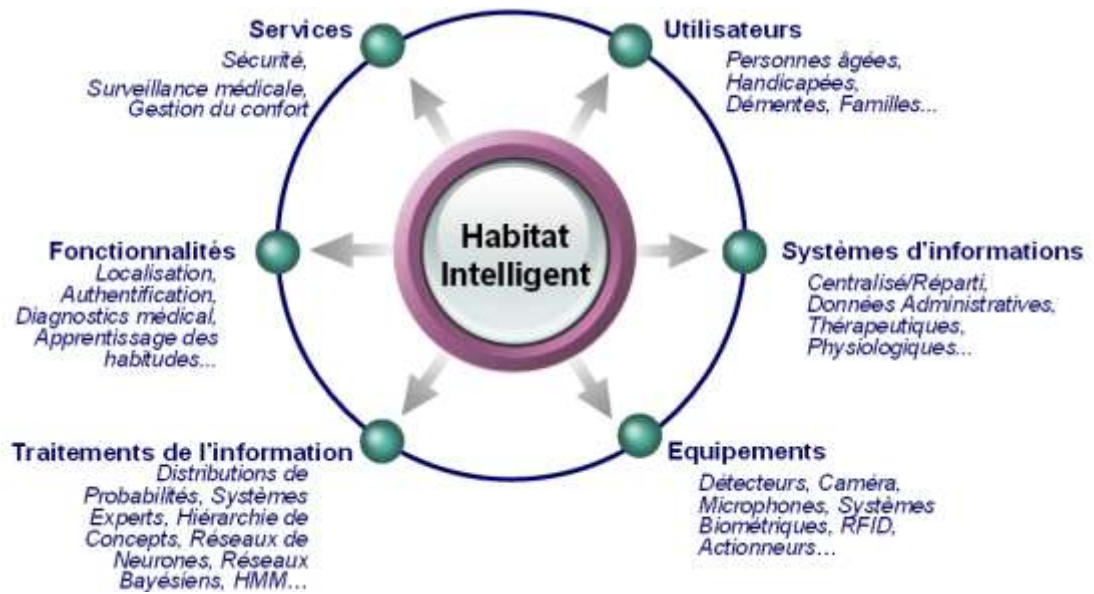 Services
Sécurité,
Surveillance médicale,
Gestion du confort
Utilisateurs
Personnes âgées,
Handicapées,
Démentes, Familles...
Habitat
Intelligent
Fonctionnalités
Localisation,
Authentification,
Diagnostics médical,
Apprentissage des
habitudes...
Systèmes d'informations
Centralisé/Réparti,
Données Administratives,
Thérapeutiques,
Physiologiques...
Traitements de l'information
Distributions de
Probabilités, Systèmes
Experts, Hiérarchie de
Concepts, Réseaux de
Neurones, Réseaux
Bayésiens, HMM...
Equipements
Détecteurs, Caméra,
Microphones, Systèmes
Biométriques, RFID,
Actionneurs...